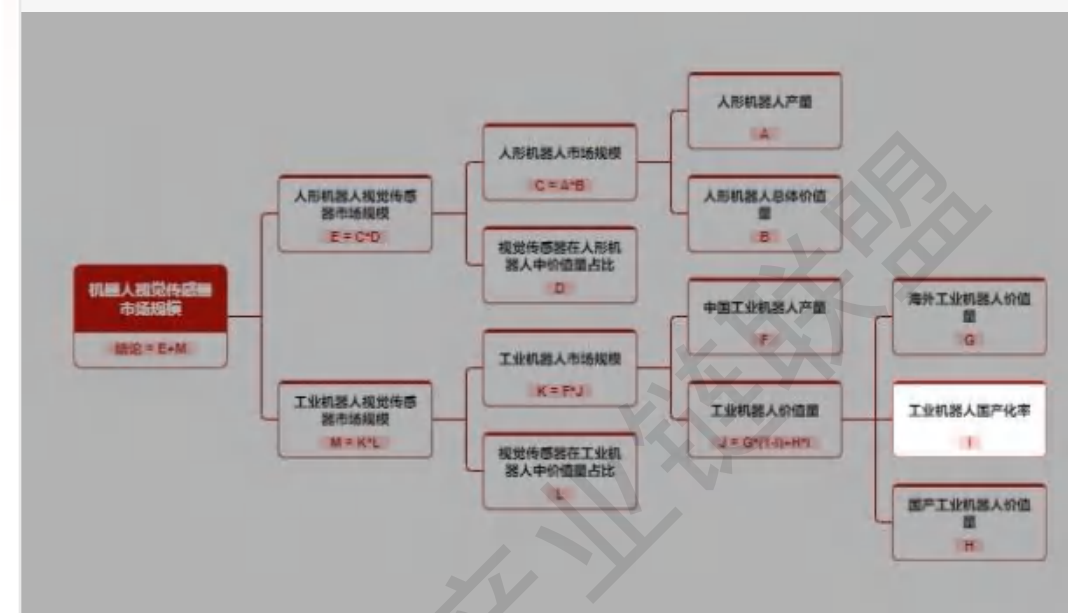 人形机器人产量
A
人形机器人市场规模
C = A*B
人形机器人视觉传感
器市场规模
E = C*D
人形机器人总体价值
量
B
视觉传感器在人形机
器人中价值量占比
D
机器人视觉传感器
市场规模
结论 = E+M
中国工业机器人产量
F
海外工业机器人价值
量
G
工业机器人市场规模
K = F*J
工业机器人视觉传感
器市场规模
M = K*L
工业机器人价值量
J = G*(1-I)+H*I
工业机器人国产化率
I
视觉传感器在工业机
器人中价值量占比
L
国产工业机器人价值
量
H
产业链联盟